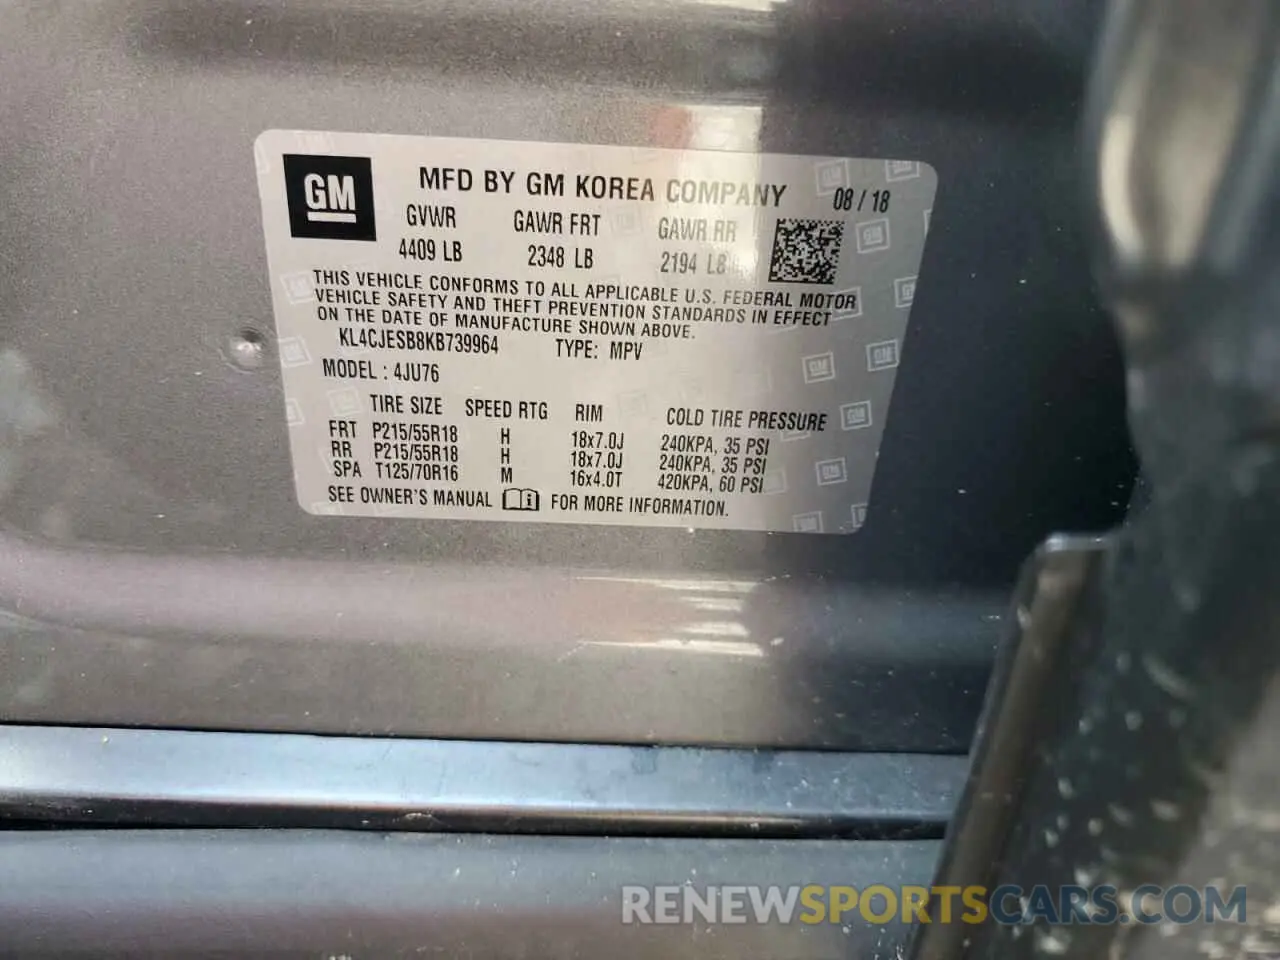 GM
MFD BY GM KOREA COMPANY 08 / 18
GVWR GAWR FRT GAWR RR
4409 LB 2348 LB 2194 LB
THIS VEHICLE CONFORMS TO ALL APPLICABLE U.S. FEDERAL MOTOR
VEHICLE SAFETY AND THEFT PREVENTION STANDARDS IN EFFECT
ON THE DATE OF MANUFACTURE SHOWN ABOVE.
KL4CJESB8KB739964 TYPE: MPV
MODEL : 4JU76
TIRE SIZE SPEED RTG RIM COLD TIRE PRESSURE
FRT P215/55R18 H 18x7.0J 240KPA, 35 PSI
RR P215/55R18 H 18x7.0J 240KPA, 35 PSI
SPA T125/70R16 M 16x4.0T 420KPA, 60 PSI
SEE OWNER'S MANUAL i FOR MORE INFORMATION.
RENEWSPORTSCARS.COM